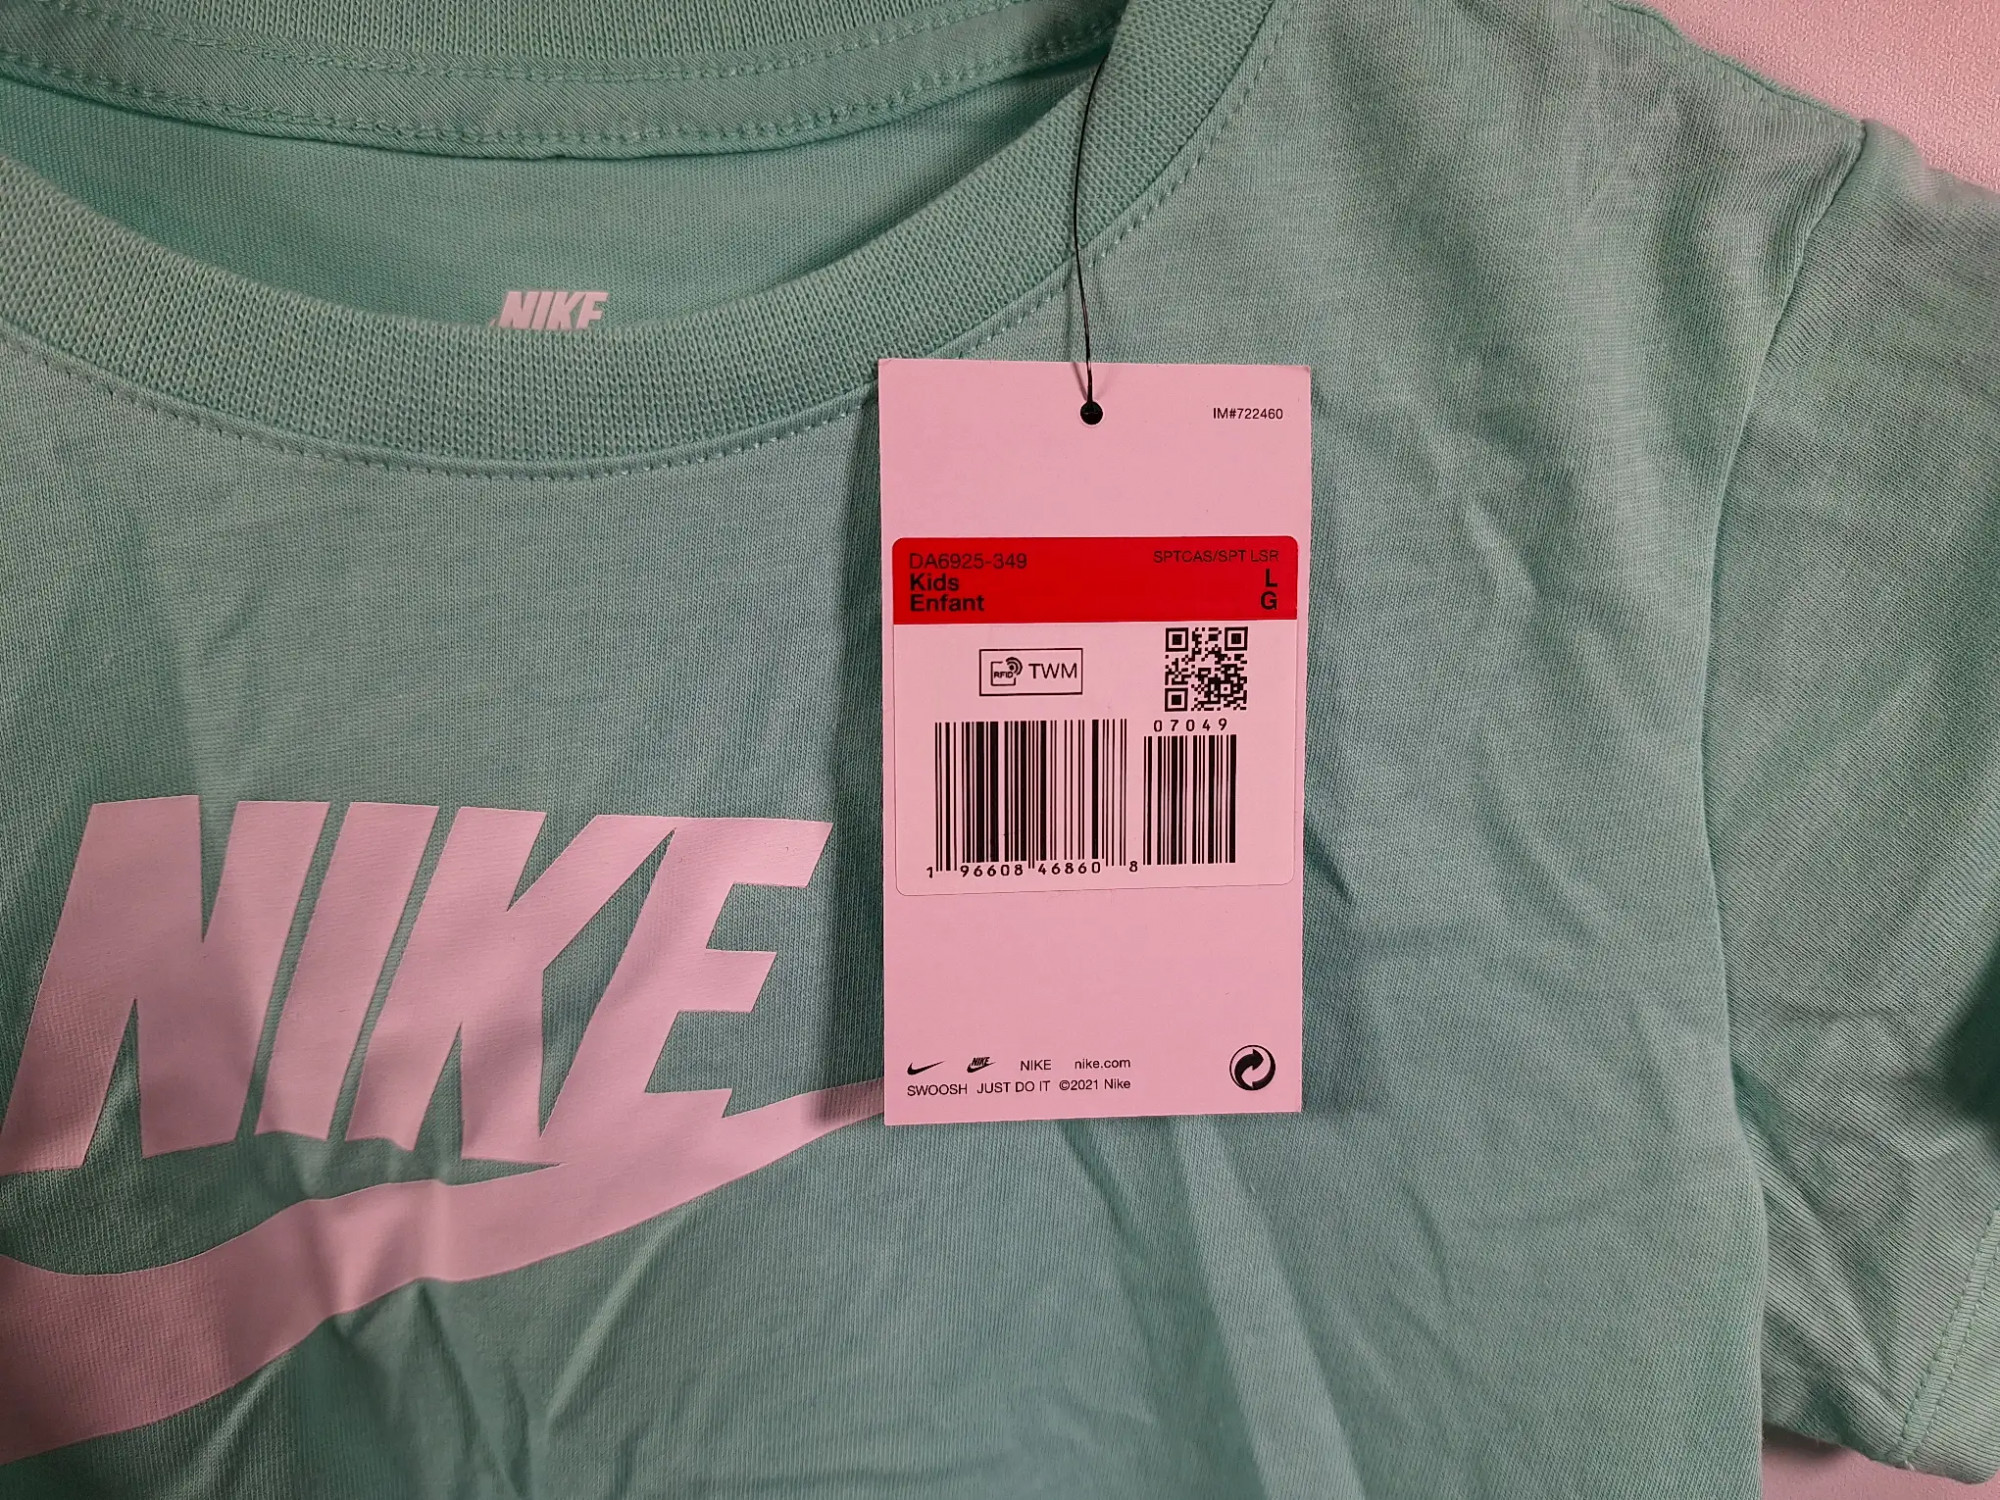 NIKE
IM#722460
DA6925-349 SPTCAS/SPT LSR
Kids L
Enfant G
RFID TWM
07049
1 96608 46860 8
NIKE
NIKE NIKE nike.com
SWOOSH JUST DO IT ©2021 Nike